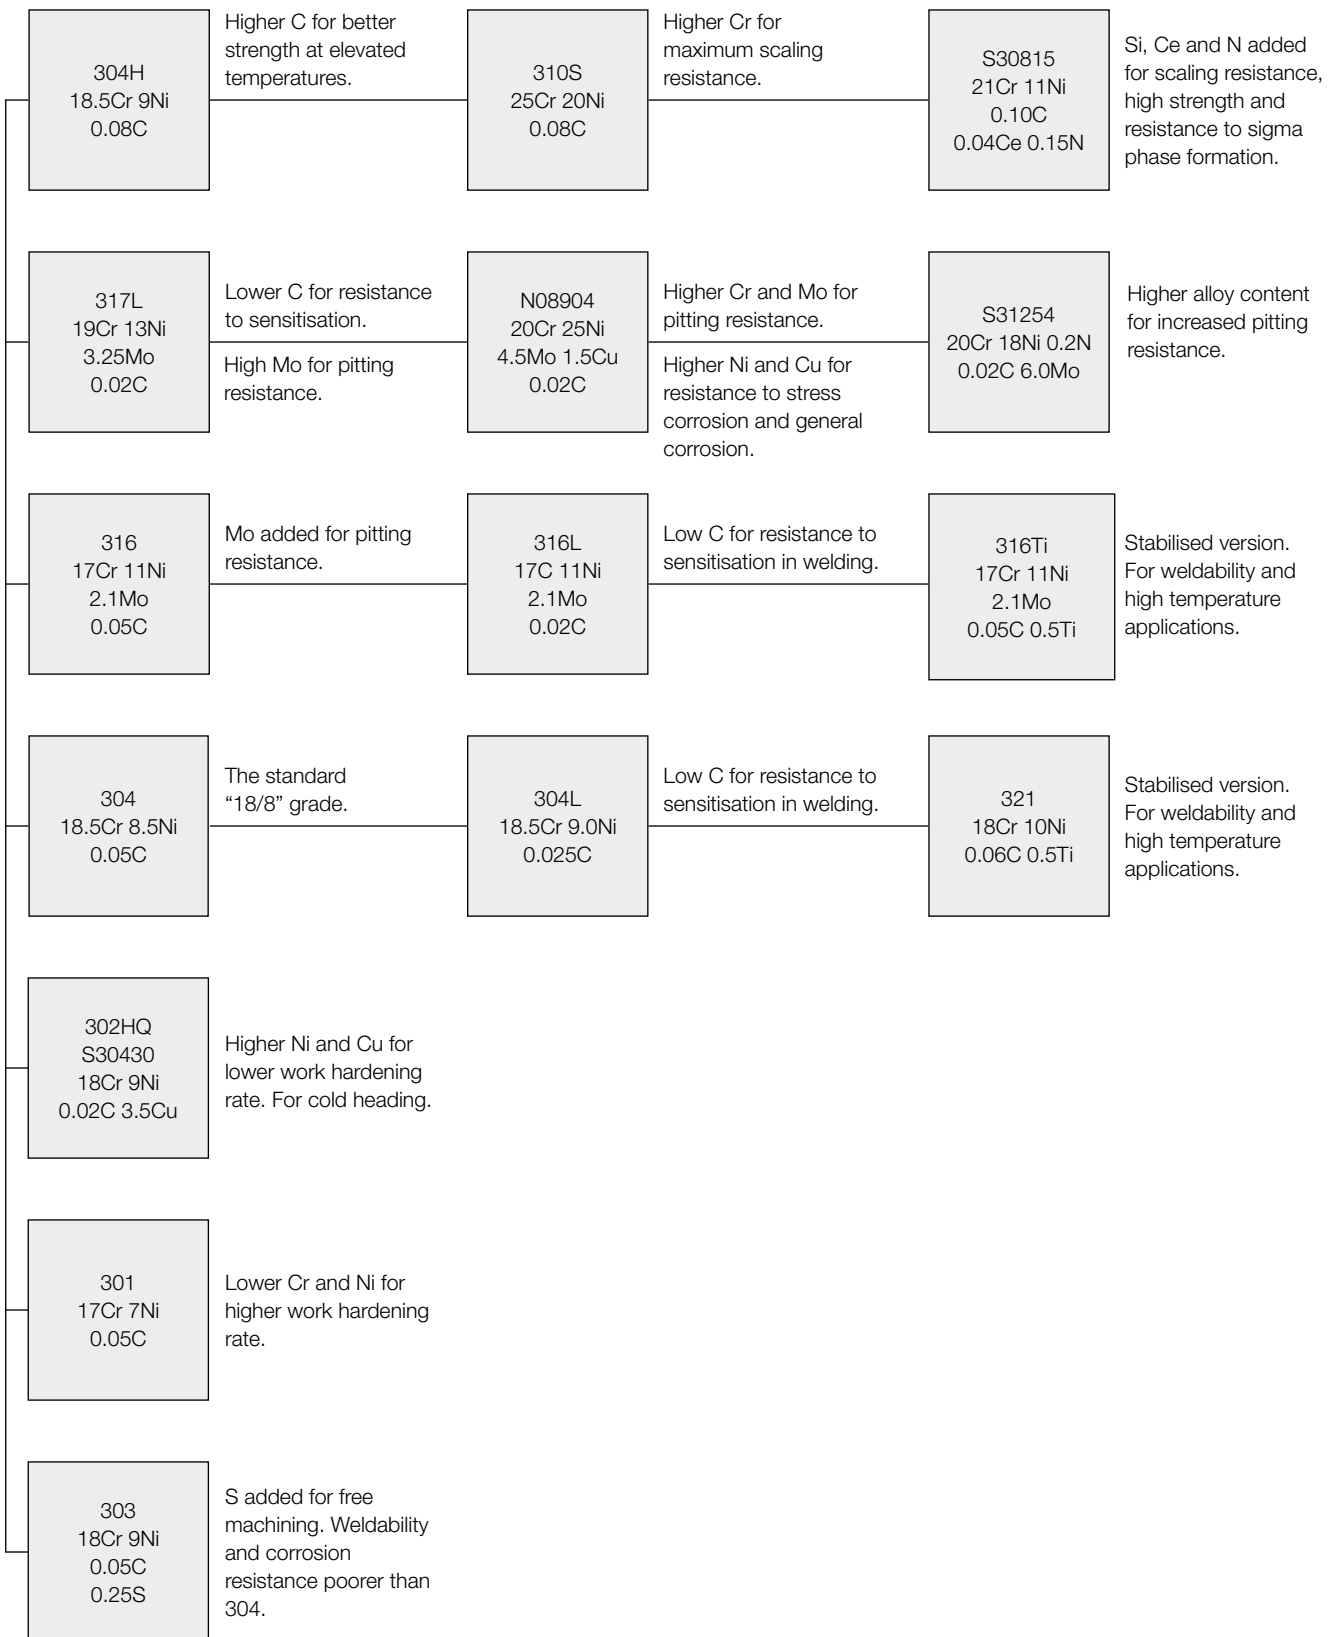 304H
18.5Cr 9Ni
0.08C
Higher C for better
strength at elevated
temperatures.
310S
25Cr 20Ni
0.08C
Higher Cr for
maximum scaling
resistance.
S30815
21Cr 11Ni
0.10C
0.04Ce 0.15N
Si, Ce and N added
for scaling resistance,
high strength and
resistance to sigma
phase formation.
317L
19Cr 13Ni
3.25Mo
0.02C
Lower C for resistance
to sensitisation.
High Mo for pitting
resistance.
N08904
20Cr 25Ni
4.5Mo 1.5Cu
0.02C
Higher Cr and Mo for
pitting resistance.
Higher Ni and Cu for
resistance to stress
corrosion and general
corrosion.
S31254
20Cr 18Ni 0.2N
0.02C 6.0Mo
Higher alloy content
for increased pitting
resistance.
316
17Cr 11Ni
2.1Mo
0.05C
Mo added for pitting
resistance.
316L
17C 11Ni
2.1Mo
0.02C
Low C for resistance to
sensitisation in welding.
316Ti
17Cr 11Ni
2.1Mo
0.05C 0.5Ti
Stabilised version.
For weldability and
high temperature
applications.
304
18.5Cr 8.5Ni
0.05C
The standard
“18/8” grade.
304L
18.5Cr 9.0Ni
0.025C
Low C for resistance to
sensitisation in welding.
321
18Cr 10Ni
0.06C 0.5Ti
Stabilised version.
For weldability and
high temperature
applications.
302HQ
S30430
18Cr 9Ni
0.02C 3.5Cu
Higher Ni and Cu for
lower work hardening
rate. For cold heading.
301
17Cr 7Ni
0.05C
Lower Cr and Ni for
higher work hardening
rate.
303
18Cr 9Ni
0.05C
0.25S
S added for free
machining. Weldability
and corrosion
resistance poorer than
304.